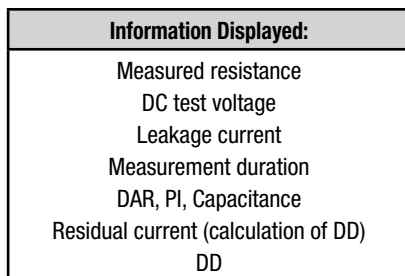 Information Displayed:
Measured resistance
DC test voltage
Leakage current
Measurement duration
DAR, PI, Capacitance
Residual current (calculation of DD)
DD